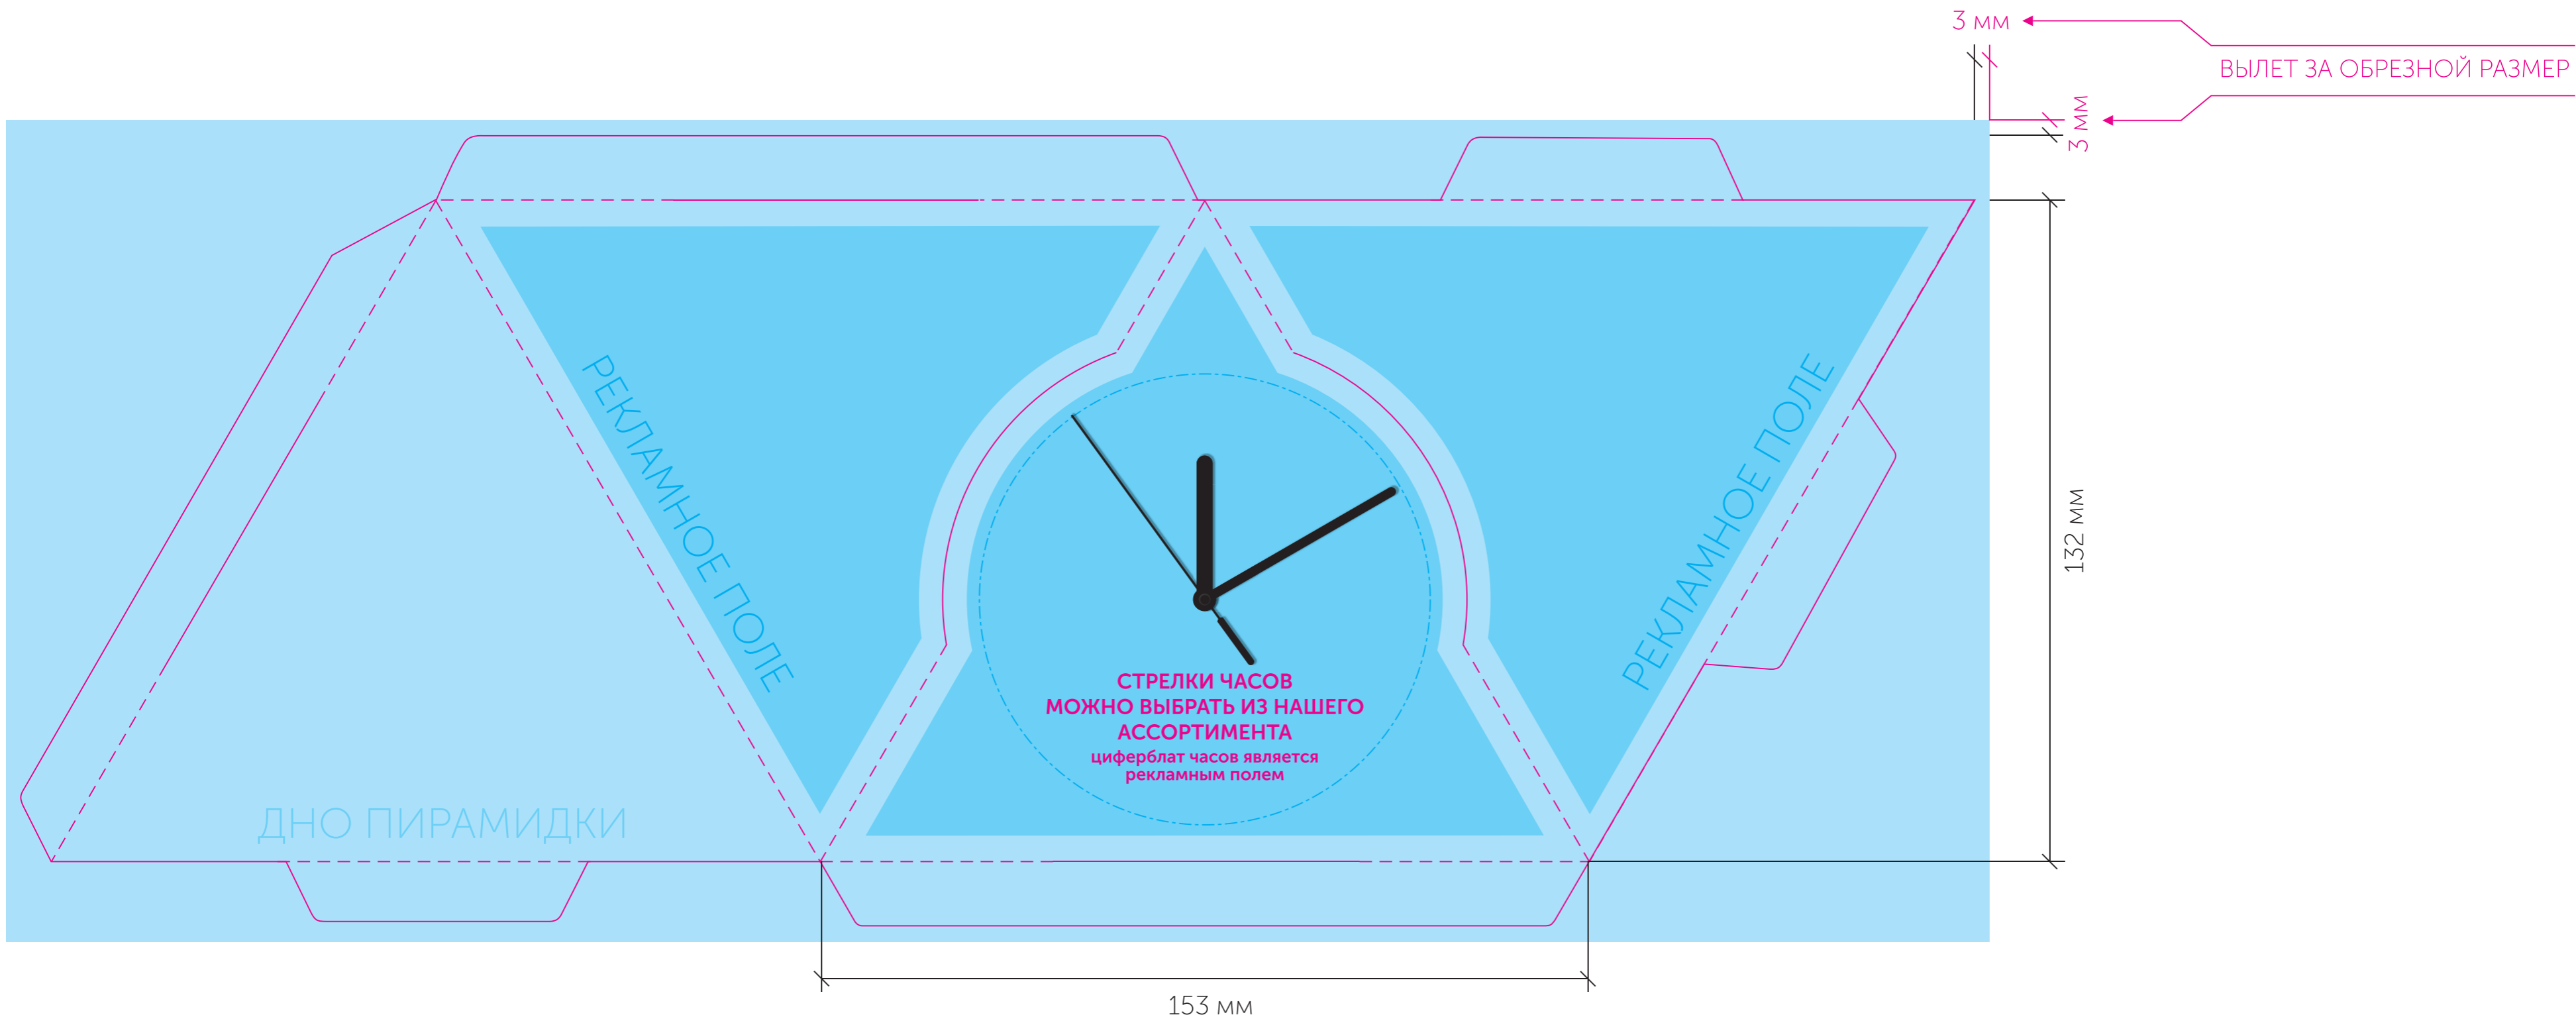 3 мм
ВЫЛЕТ ЗА ОБРЕЗНОЙ РАЗМЕР
3 мм
РЕКЛАМНОЕ ПОЛЕ
РЕКЛАМНОЕ ПОЛЕ
132 мм
СТРЕЛКИ ЧАСОВ
МОЖНО ВЫБРАТЬ ИЗ НАШЕГО
АССОРТИМЕНТА
циферблат часов является
рекламным полем
ДНО ПИРАМИДКИ
153 мм